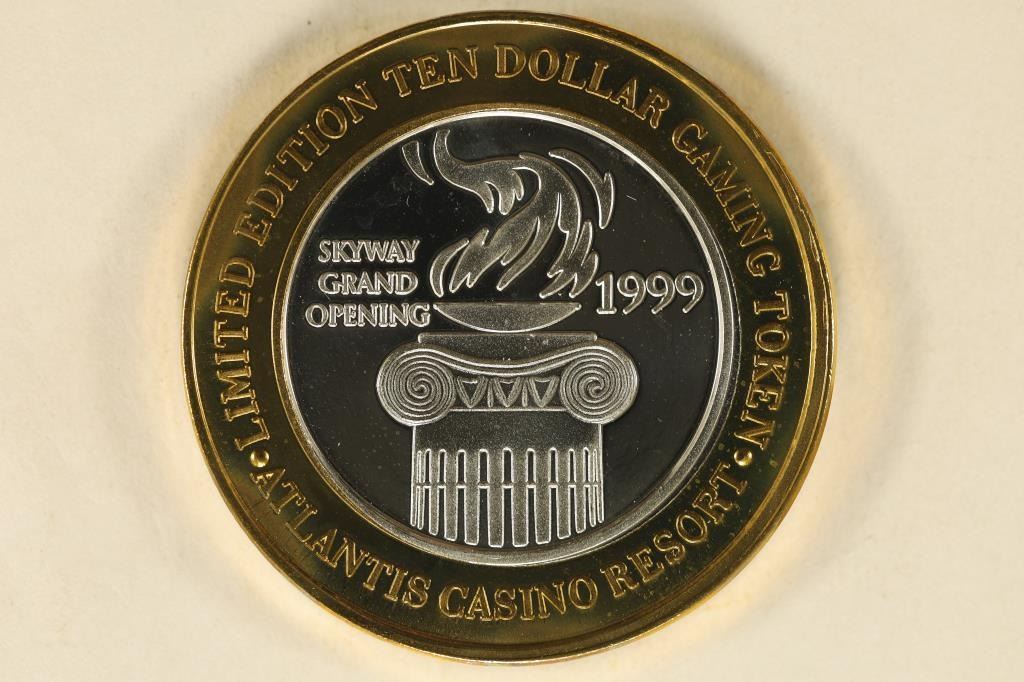 LIMITED EDITION TEN DOLLAR GAMING TOKEN
SKYWAY
GRAND
OPENING
1999
• ATLANTIS CASINO RESORT •